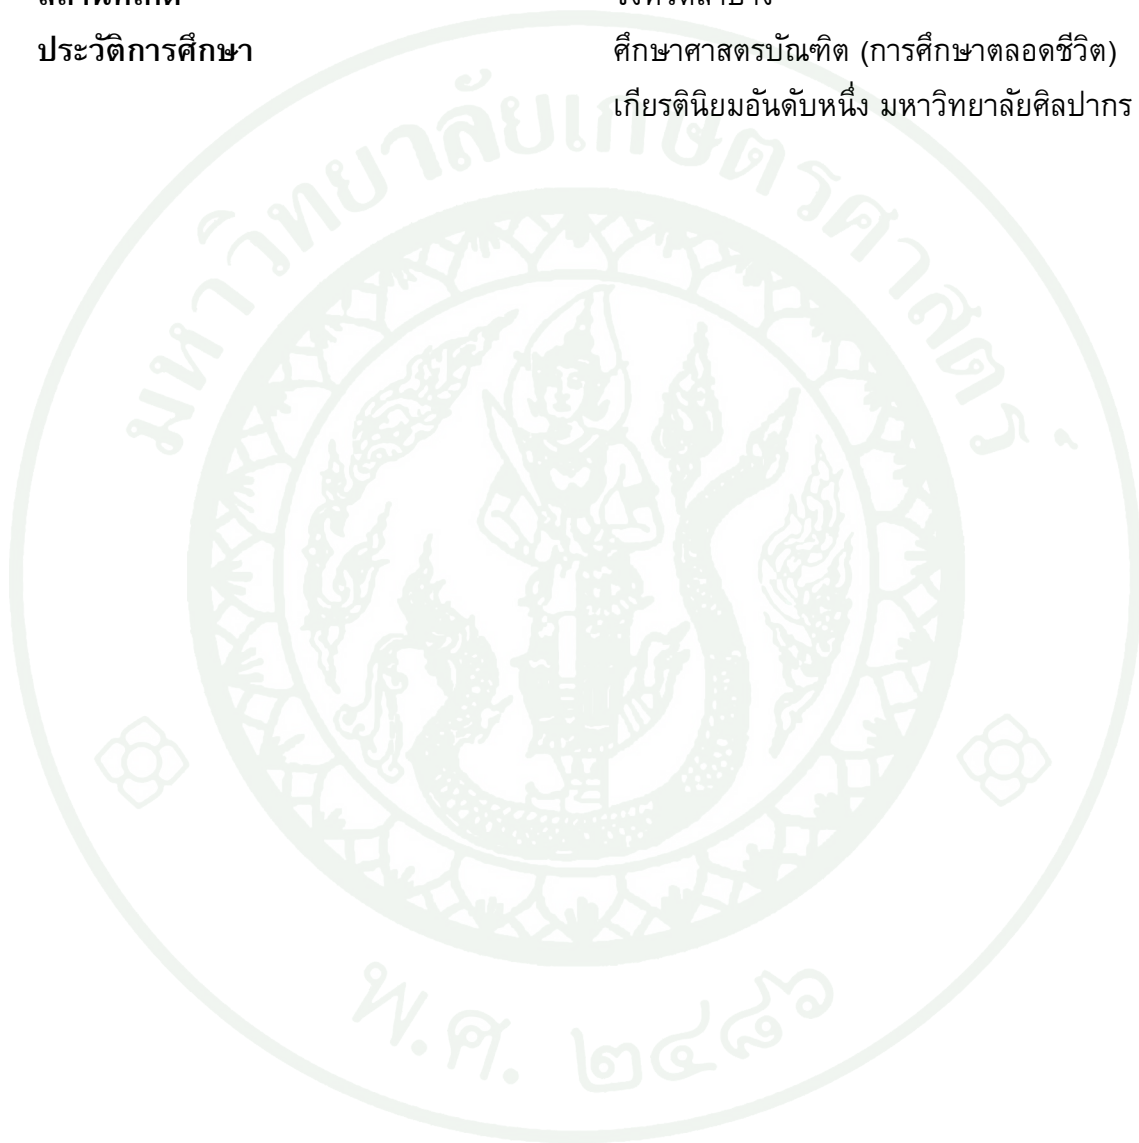 ประวัติการศึกษา ศึกษาศาสตรบัณฑิต (การศึกษาตลอดชีวิต)
เกียรตินิยมอันดับหนึ่ง มหาวิทยาลัยศิลปากร
มหาวิทยาลัยเกษตรศาสตร์
พ.ศ. ๒๔๘๖